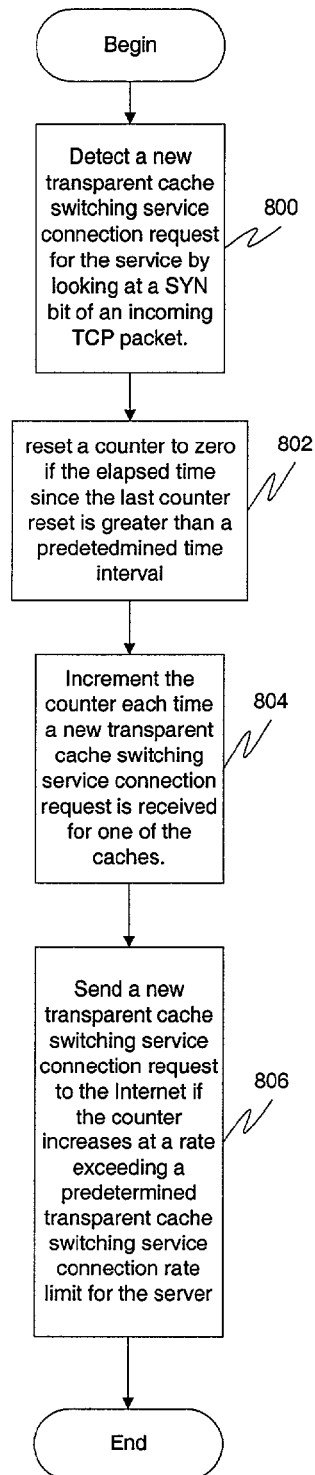 Begin
Detect a new
transparent cache
switching service
connection request
for the service by
looking at a SYN
bit of an incoming
TCP packet.
800
reset a counter to zero
if the elapsed time
since the last counter
reset is greater than a
predetedmined time
interval
802
Increment the
counter each time
a new transparent
cache switching
service connection
request is received
for one of the
caches.
804
Send a new
transparent cache
switching service
connection request
to the Internet if
the counter
increases at a rate
exceeding a
predetermined
transparent cache
switching service
connection rate
limit for the server
806
End